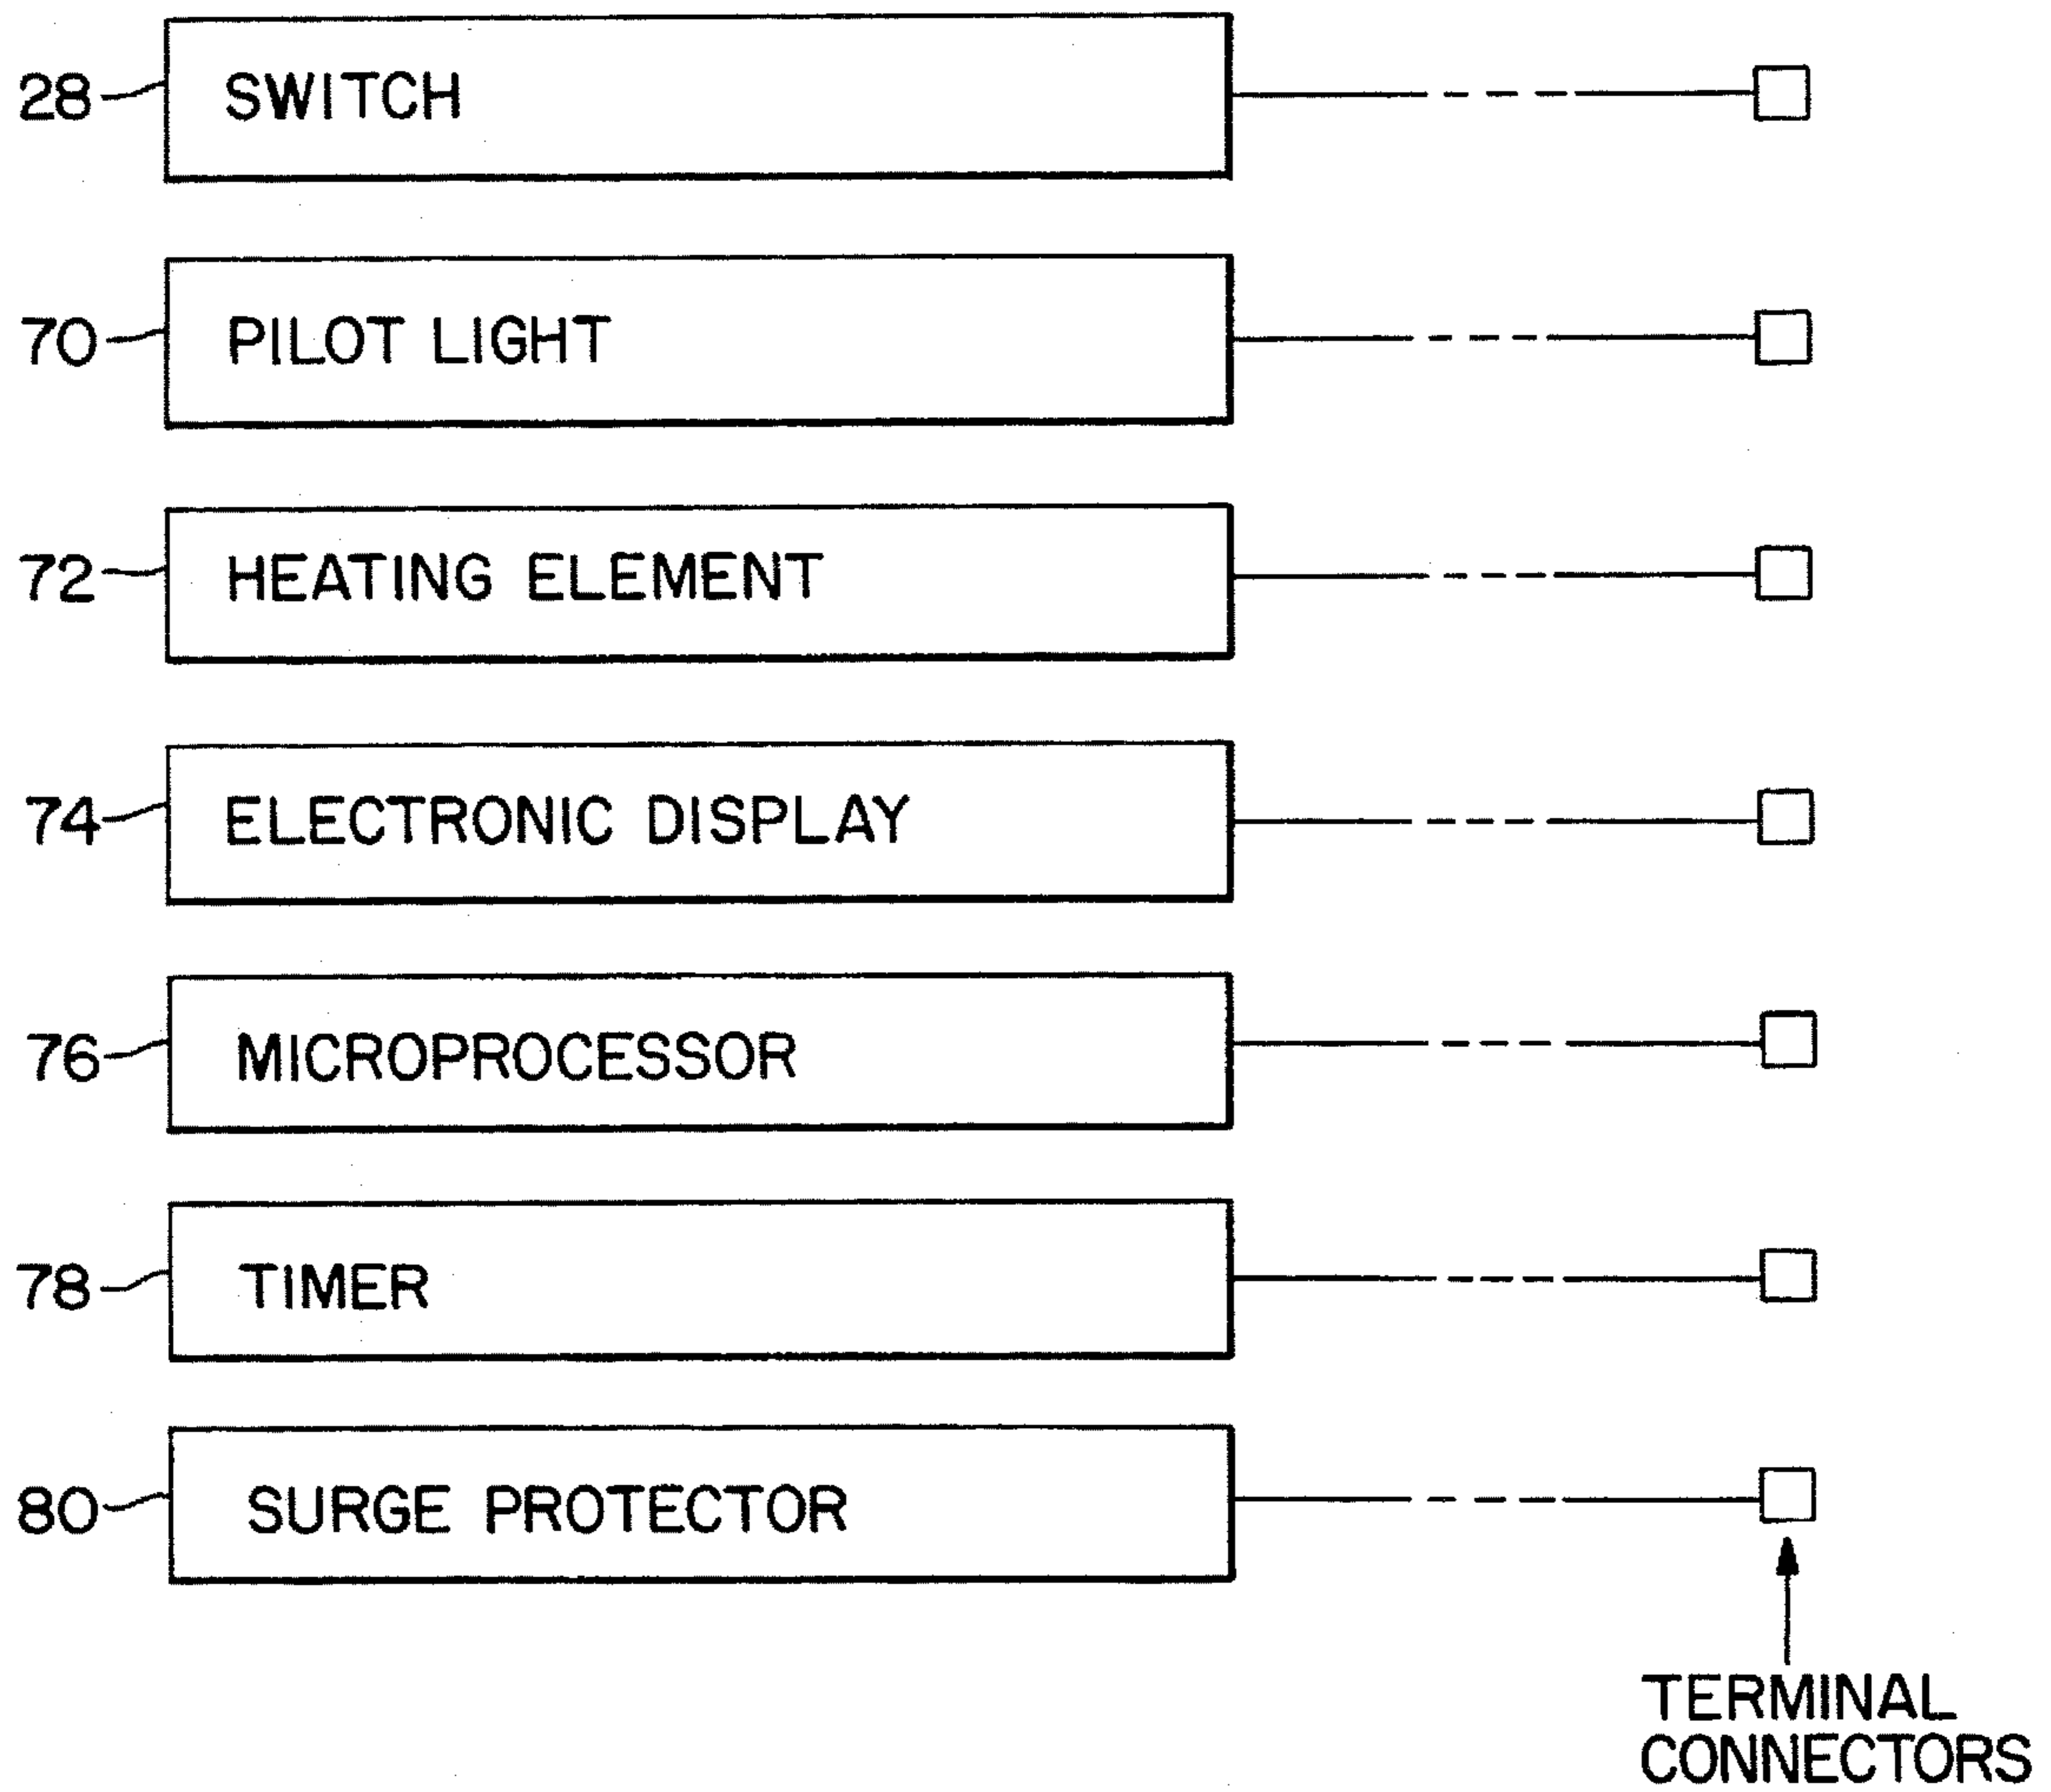 28 SWITCH
70 PILOT LIGHT
72 HEATING ELEMENT
74 ELECTRONIC DISPLAY
76 MICROPROCESSOR
78 TIMER
80 SURGE PROTECTOR
TERMINAL
CONNECTORS